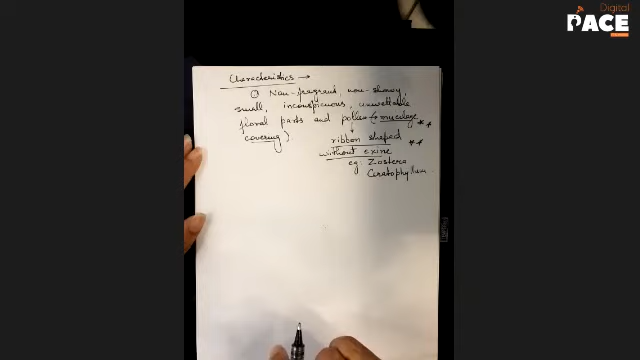 Digital
PACE
Characteristics →
① Non-fragrant, non-showy,
small, inconspicuous, unwettable
floral parts and pollen (mucilage
covering) **
ribbon shaped
without exine **
eg: Zostera
Ceratophyllum